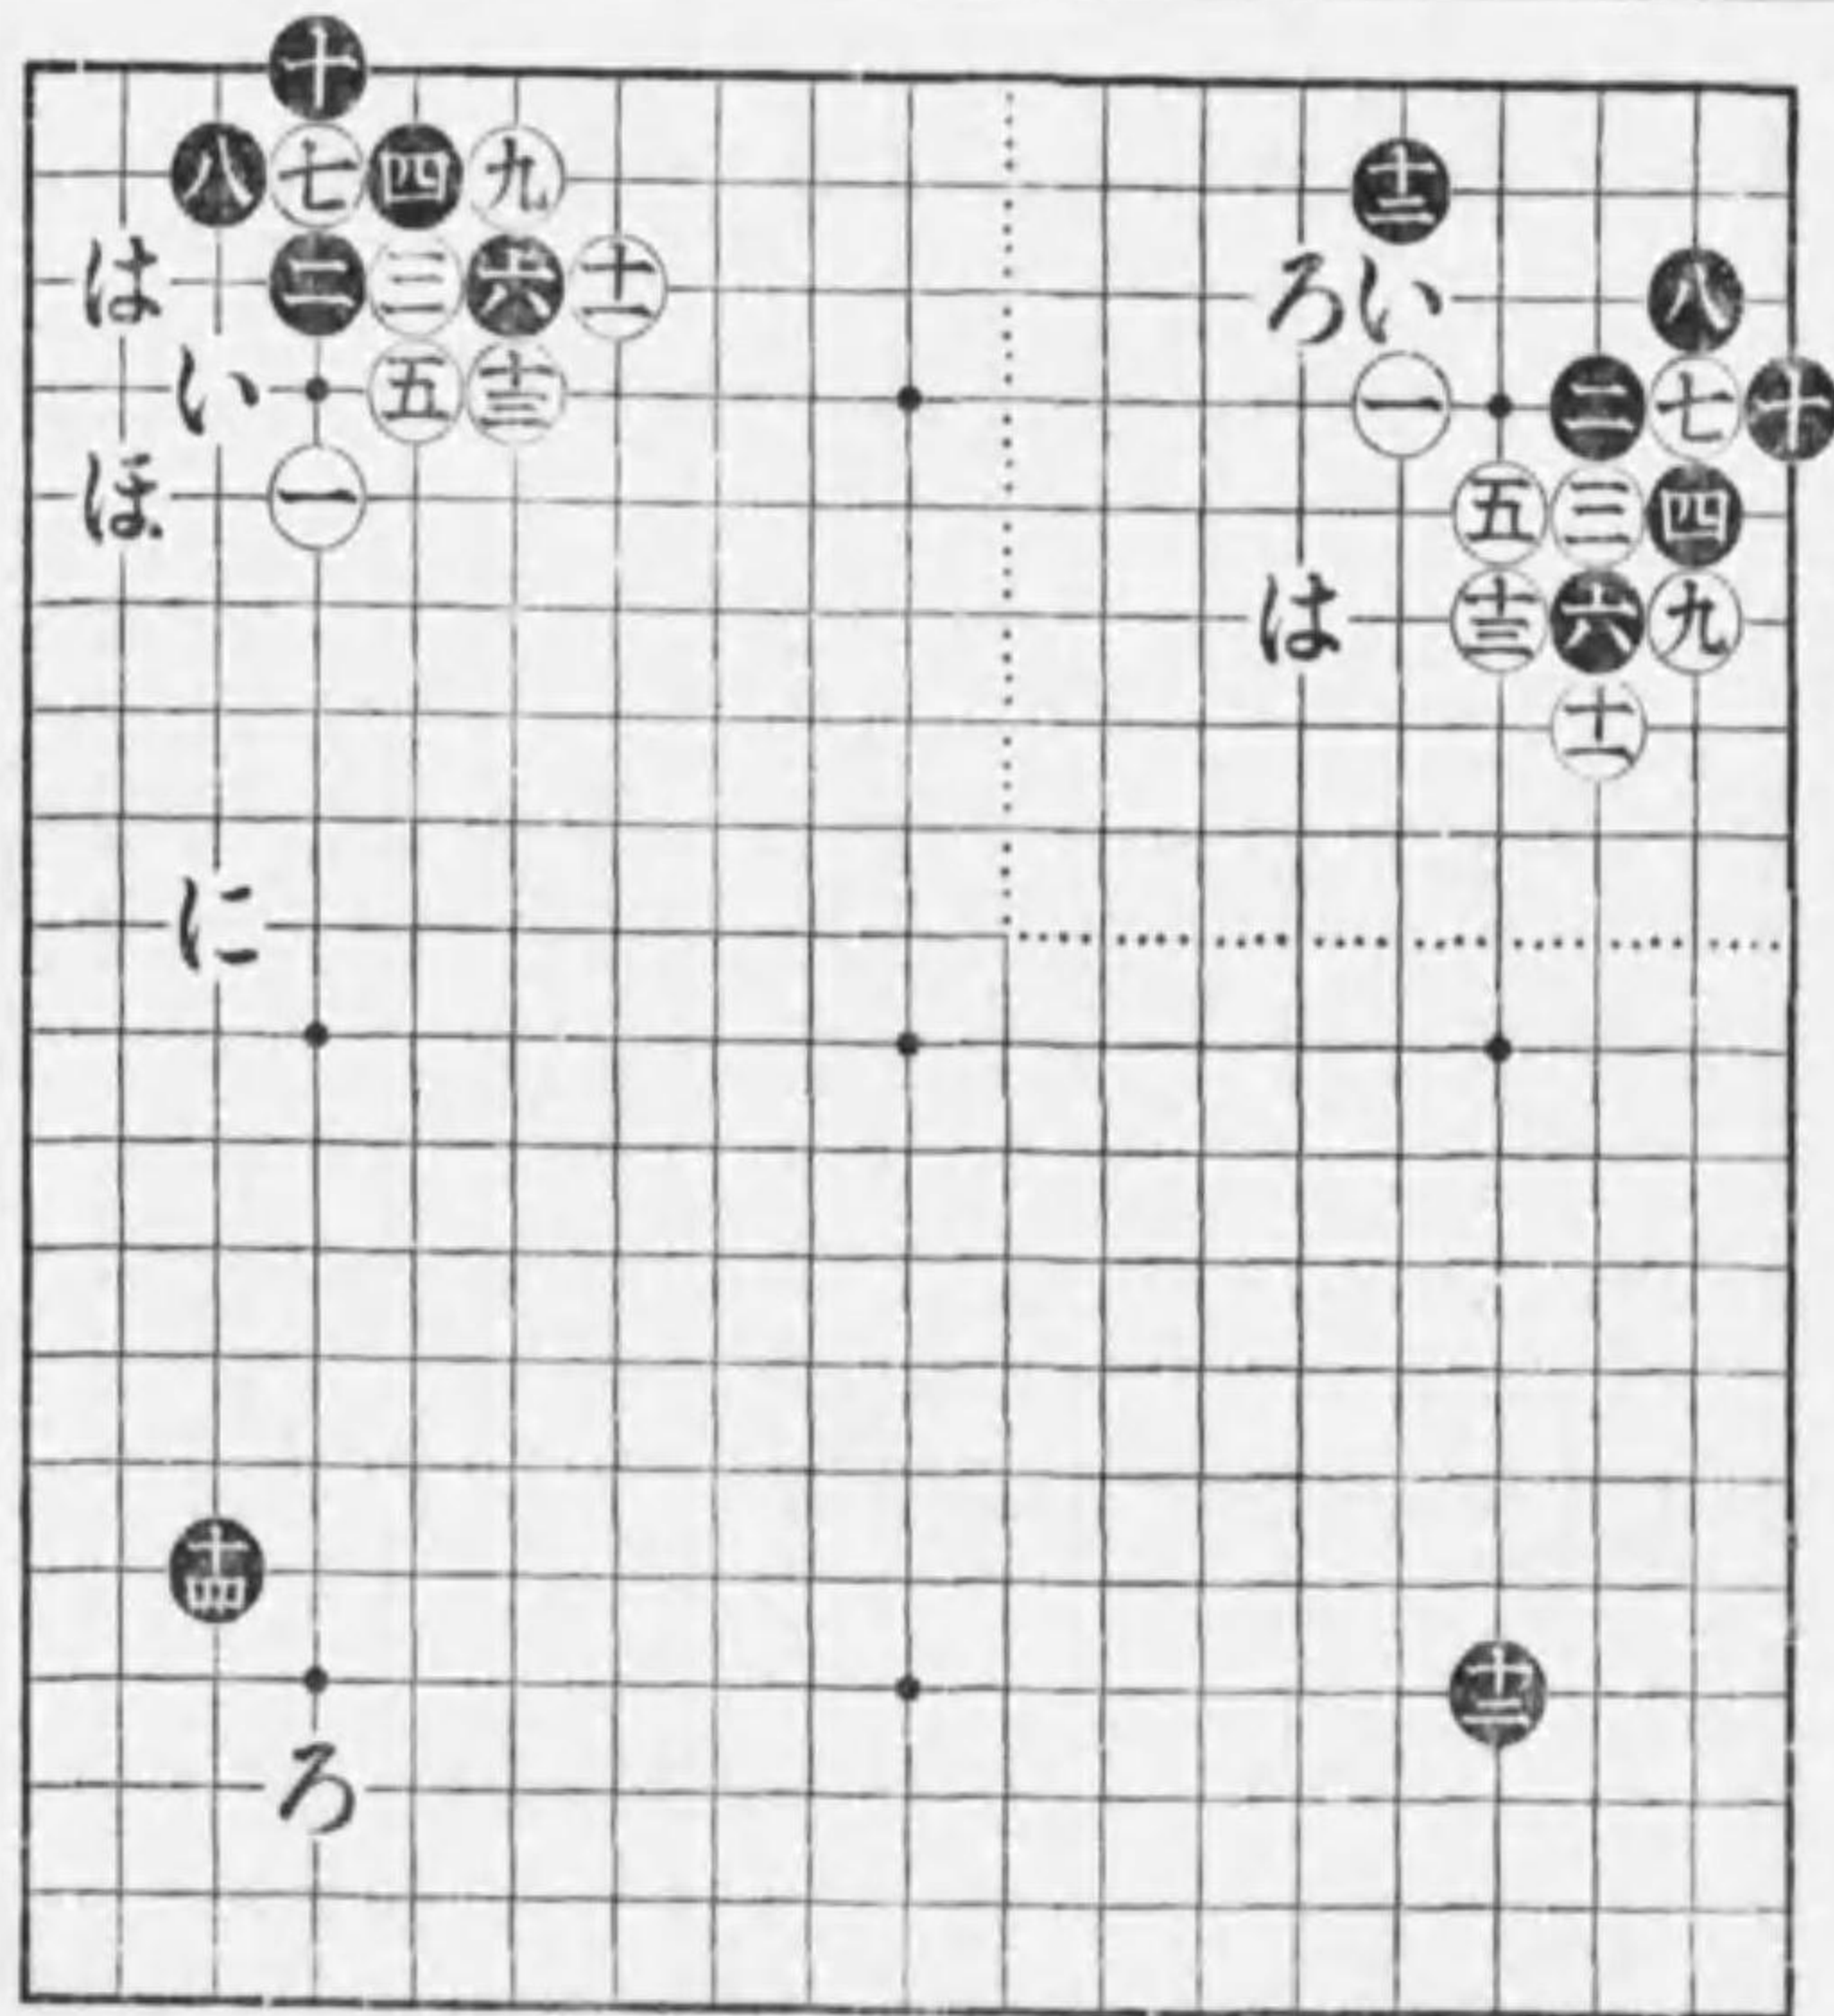 十
八 七 四 九 十二
は 二 三 六 十一 ろ い 八
い 五 十三 一 二 七 十
ほ 一 五 三 四
は 十三 六 九
十一
に
十四
十二
ろ